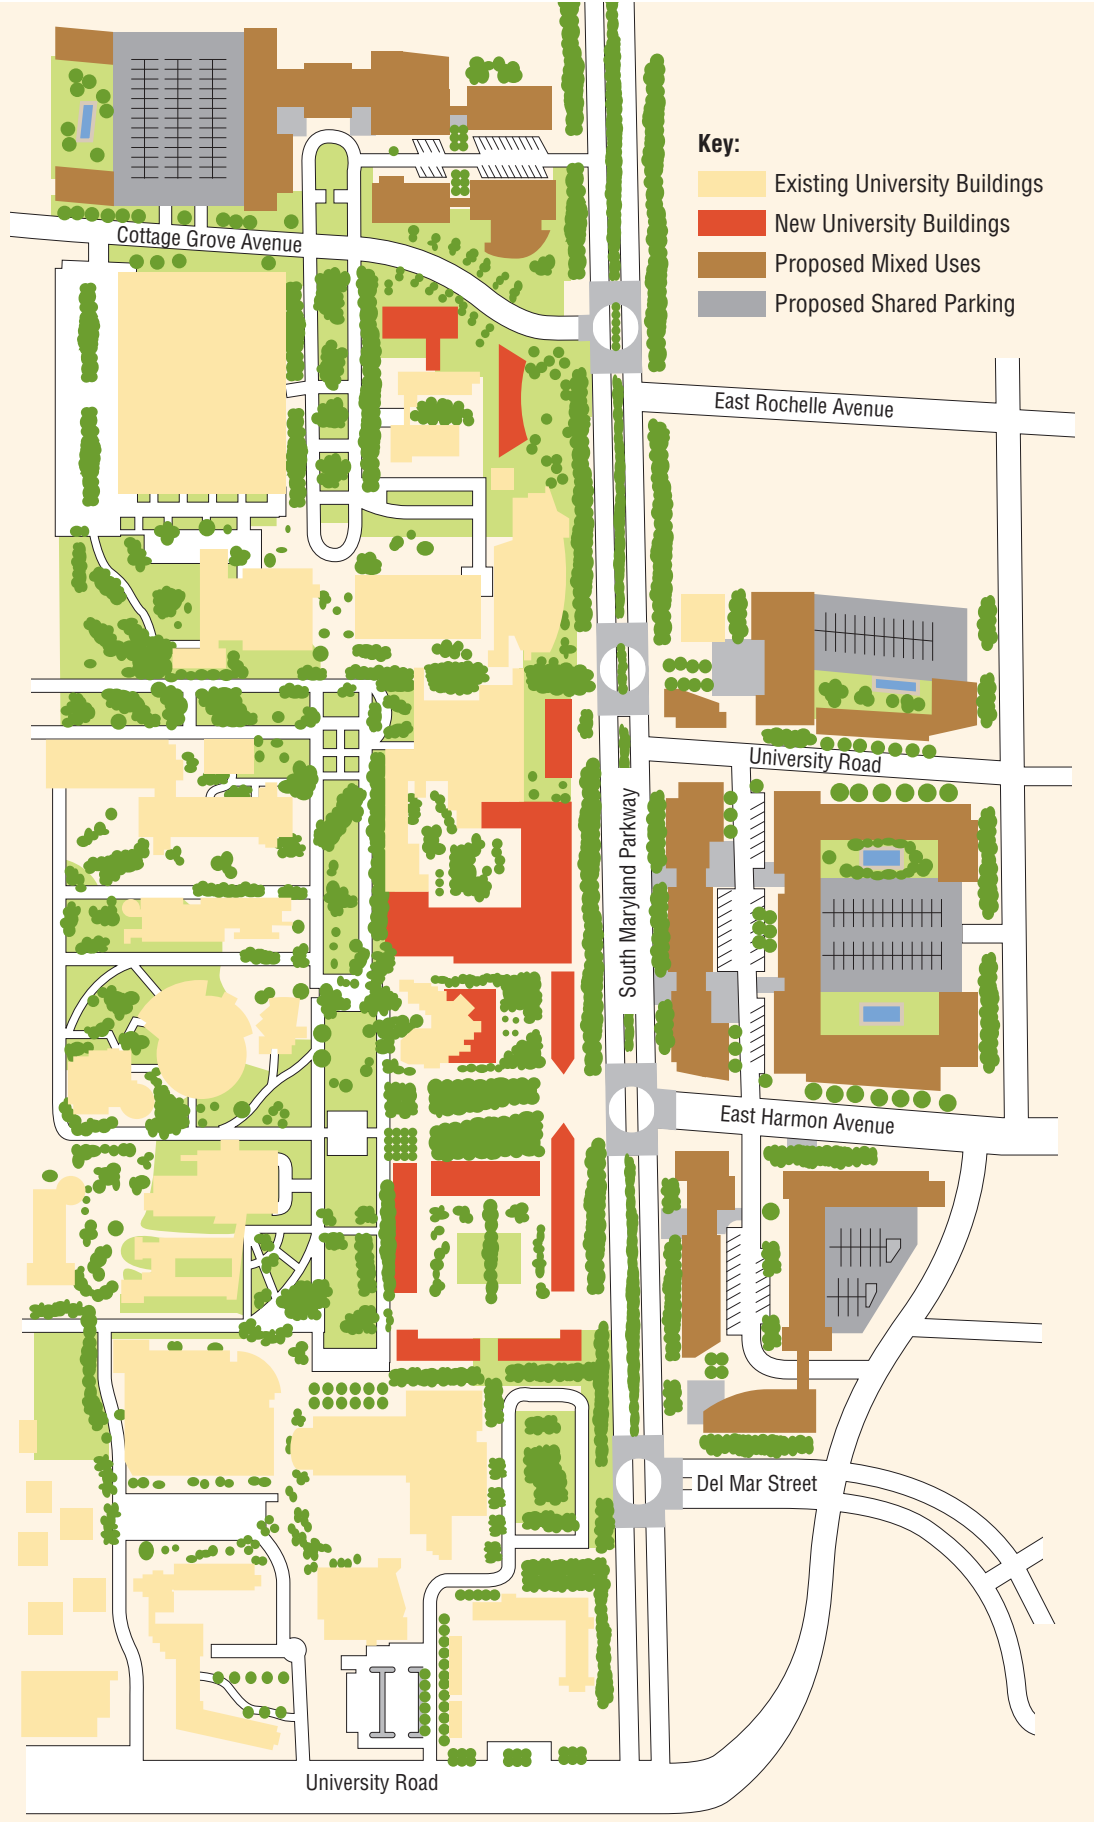 Key:
Existing University Buildings
New University Buildings
Proposed Mixed Uses
Proposed Shared Parking
Cottage Grove Avenue
East Rochelle Avenue
University Road
South Maryland Parkway
East Harmon Avenue
Del Mar Street
University Road